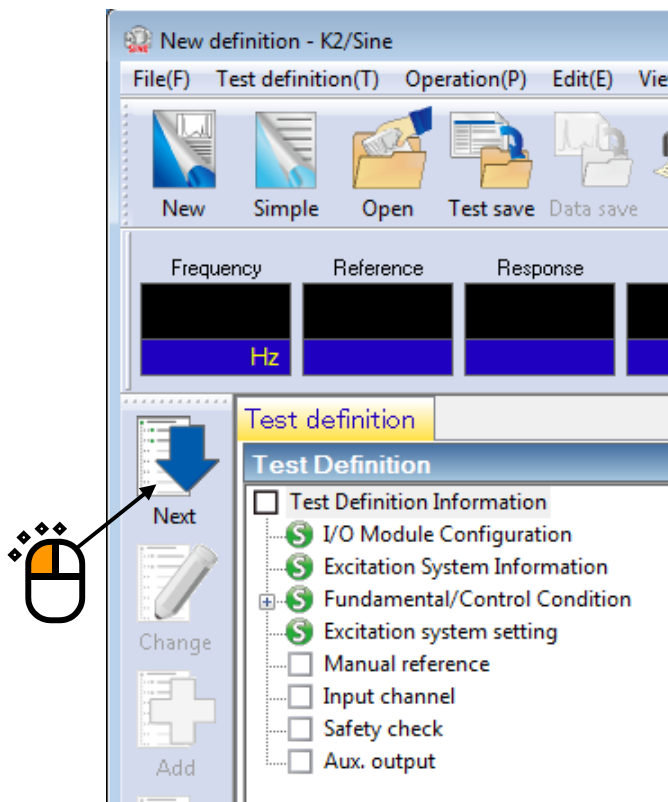 New definition - K2/Sine
File(F) Test definition(T) Operation(P) Edit(E)
New Simple Open Test save Data save
Frequency Reference Response
Hz
Test definition
Test Definition
Next
Test Definition Information
S I/O Module Configuration
S Excitation System Information
S Fundamental/Control Condition
S Excitation system setting
Manual reference
Input channel
Safety check
Aux. output
Change
Add